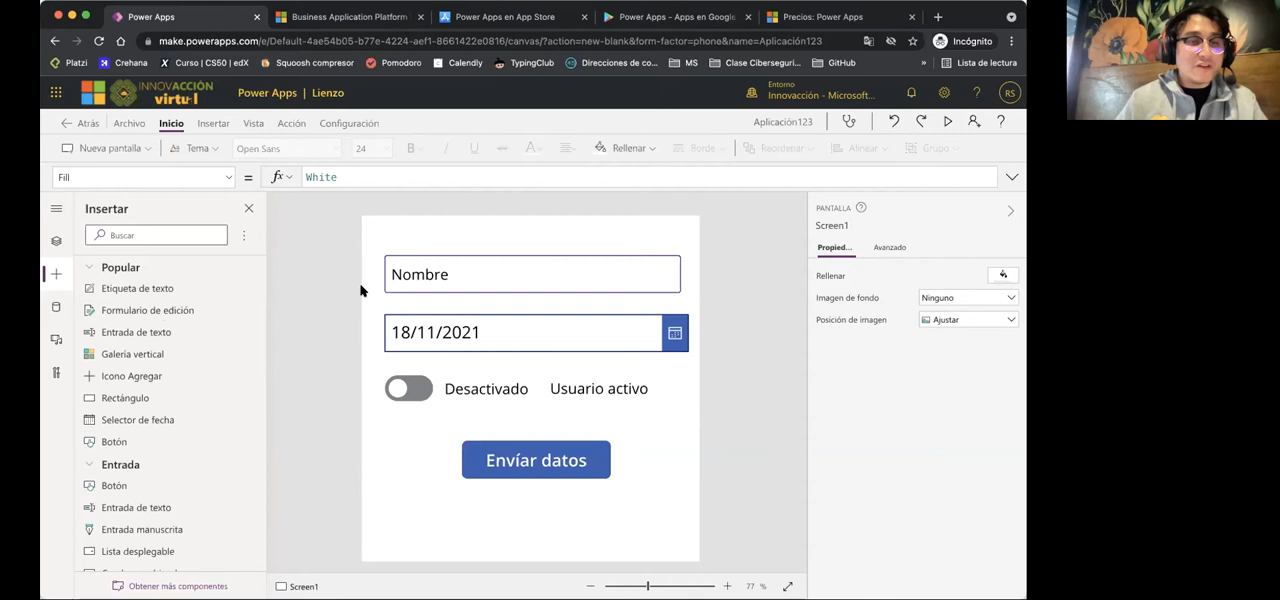 Power Apps
Business Application Platform
Power Apps en App Store
Power Apps - Apps en Google
Precios: Power Apps
make.powerapps.com/e/Default-4ae54b05-b77e-4224-aef1-8661422e0816/canvas/?action=new-blank&form-factor=phone&name=Aplicación123
Incógnito
Platzi
Crehana
Curso | CS50 | edX
Squoosh compresor
Pomodoro
Calendly
TypingClub
Direcciones de co...
MS
Clase Ciberseguri...
GitHub
»
Lista de lectura
INNOVACCIÓN
virtual
Power Apps | Lienzo
Entorno
Innovacción - Microsoft...
?
RS
Atrás
Archivo
Inicio
Insertar
Vista
Acción
Configuración
Aplicación123
?
Nueva pantalla
Tema
Open Sans
24
B
I
U
A
Rellenar
Borde
Reordenar
Alinear
Grupo
Fill
=
fx
White
Insertar
Buscar
Popular
Etiqueta de texto
Formulario de edición
Entrada de texto
Galería vertical
Icono Agregar
Rectángulo
Selector de fecha
Botón
Entrada
Botón
Entrada de texto
Entrada manuscrita
Lista desplegable
Obtener más componentes
Nombre
18/11/2021
Desactivado
Usuario activo
Envíar datos
Screen1
77 %
PANTALLA
Screen1
Propied...
Avanzado
Rellenar
Imagen de fondo
Ninguno
Posición de imagen
Ajustar